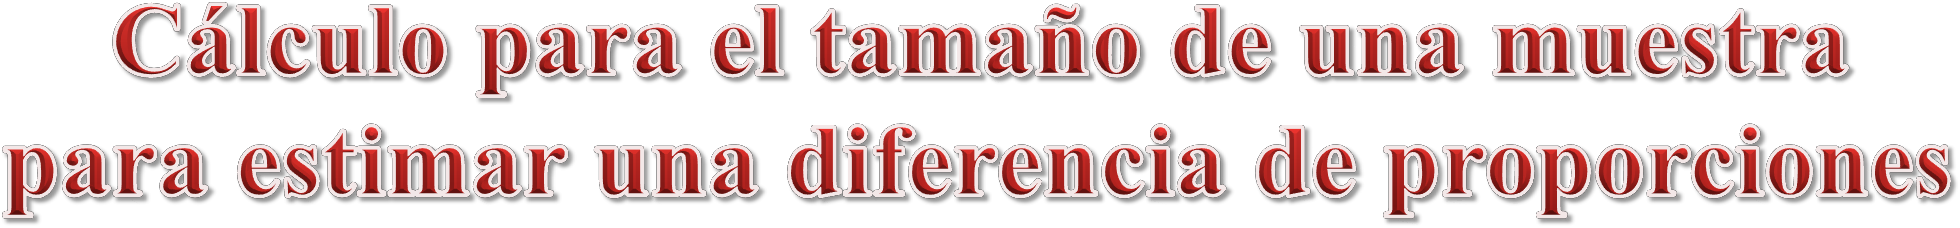 Cálculo para el tamaño de una muestra
para estimar una diferencia de proporciones